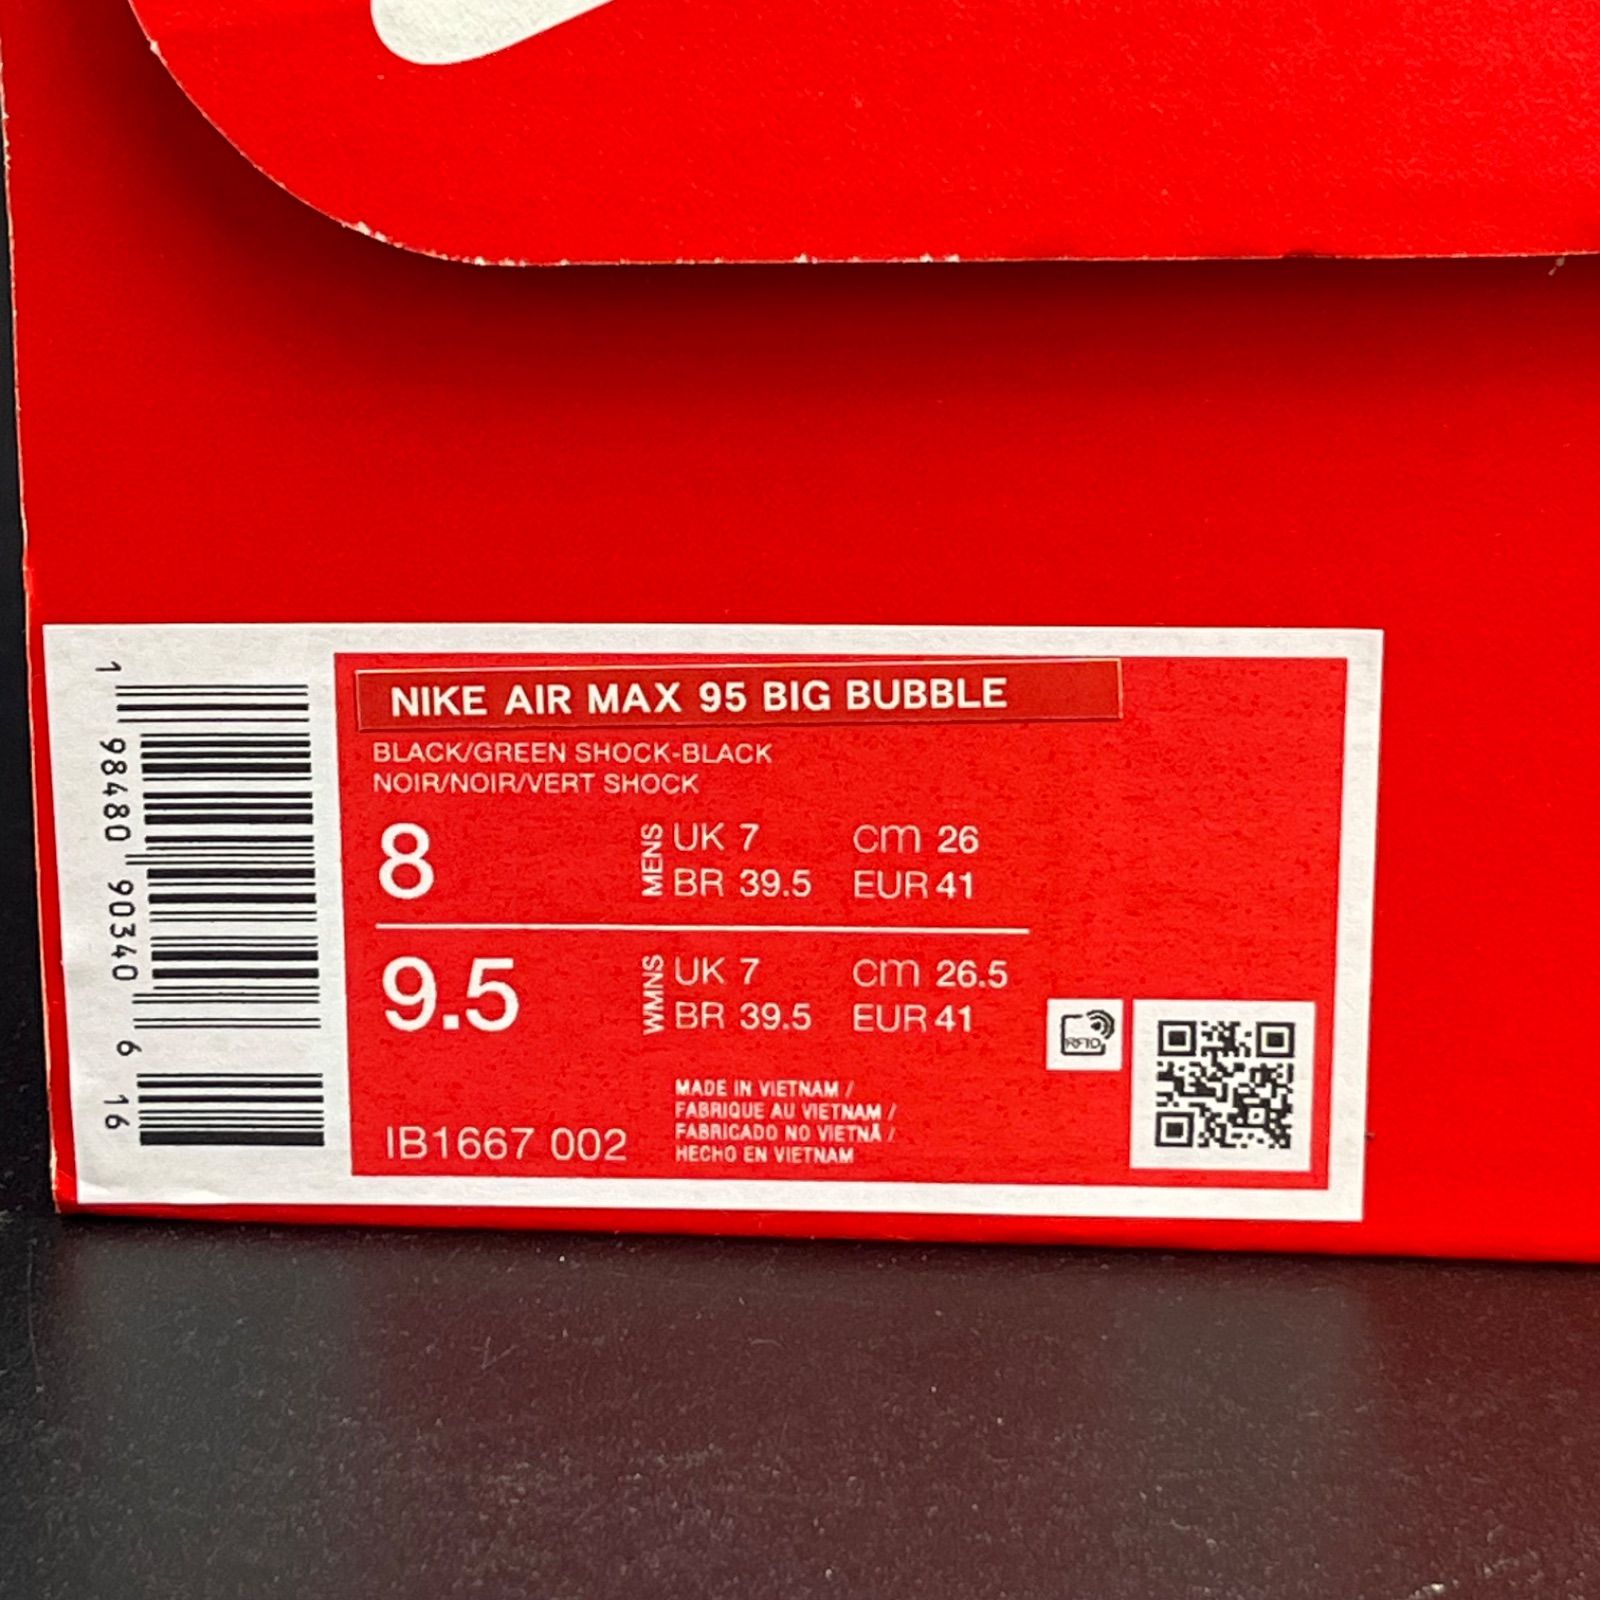 NIKE AIR MAX 95 BIG BUBBLE
BLACK/GREEN SHOCK-BLACK
NOIR/NOIR/VERT SHOCK
8
MENS
UK 7
cm 26
BR 39.5
EUR 41
9.5
WMNS
UK 7
cm 26.5
BR 39.5
EUR 41
IB1667 002
MADE IN VIETNAM /
FABRIQUE AU VIETNAM /
FABRICADO NO VIETNÃ /
HECHO EN VIETNAM
RFID
1 98480 90340 6 16